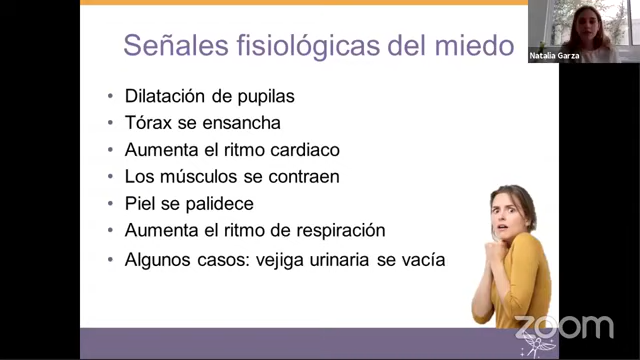 Señales fisiológicas del miedo
Natalia Garza
• Dilatación de pupilas
• Tórax se ensancha
• Aumenta el ritmo cardiaco
• Los músculos se contraen
• Piel se palidece
• Aumenta el ritmo de respiración
• Algunos casos: vejiga urinaria se vacía
zoom